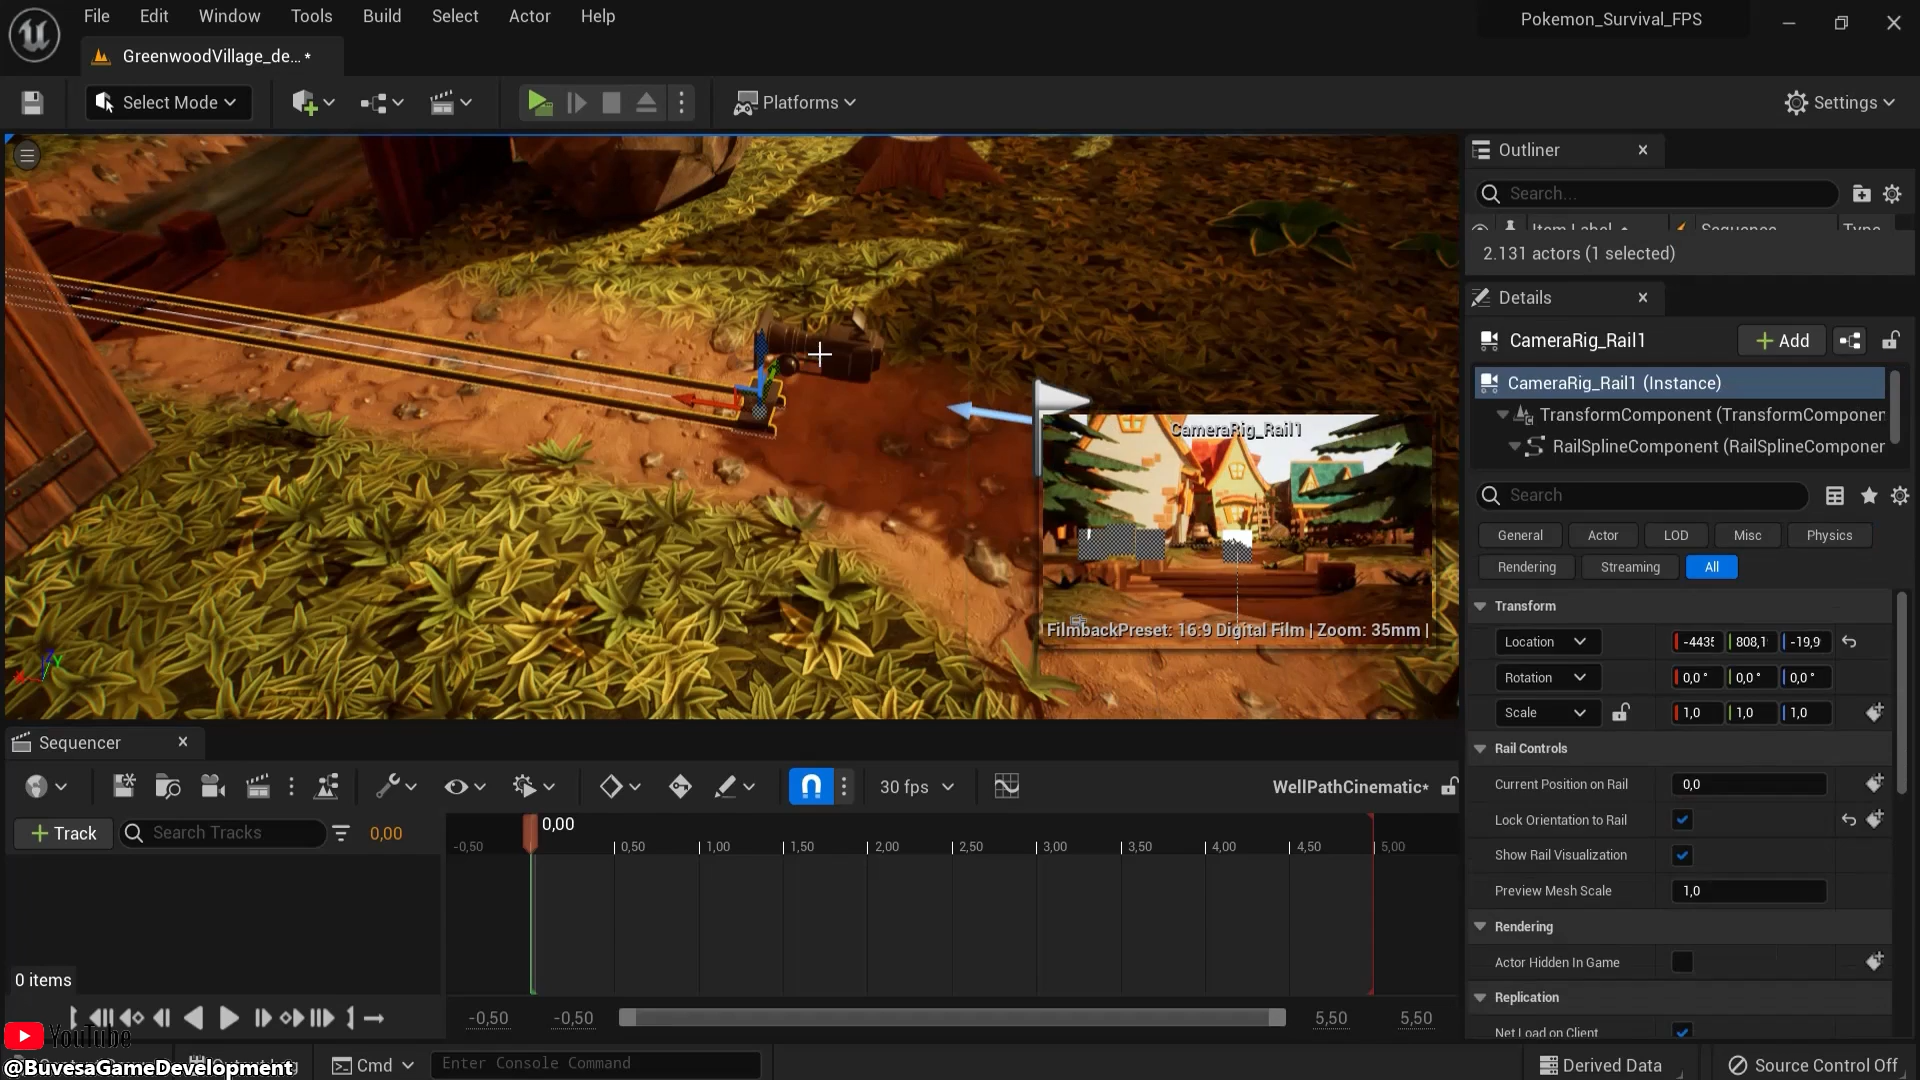 File Edit Window Tools Build Select Actor Help
Pokemon_Survival_FPS
GreenwoodVillage_de... *
Select Mode
Platforms
Settings
Outliner
Search...
Item Label Sequence Type
2.131 actors (1 selected)
Details
CameraRig_Rail1
Add
CameraRig_Rail1 (Instance)
TransformComponent (TransformComponen
RailSplineComponent (RailSplineComponer
Search
General Actor LOD Misc Physics
Rendering Streaming All
Transform
Location -4435 808,1 -19,9
Rotation 0,0 ° 0,0 ° 0,0 °
Scale 1,0 1,0 1,0
Rail Controls
Current Position on Rail 0,0
Lock Orientation to Rail
Show Rail Visualization
Preview Mesh Scale 1,0
Rendering
Actor Hidden In Game
Replication
Net Load on Client
CameraRig_Rail1
FilmbackPreset: 16:9 Digital Film | Zoom: 35mm |
Y
Sequencer
30 fps
WellPathCinematic*
Track
Search Tracks
0,00
0,00
-0,50 0,50 1,00 1,50 2,00 2,50 3,00 3,50 4,00 4,50 5,00
0 items
-0,50 -0,50 5,50 5,50
YouTube
@BuvesaGameDevelopment
Cmd
Enter Console Command
Derived Data
Source Control Off